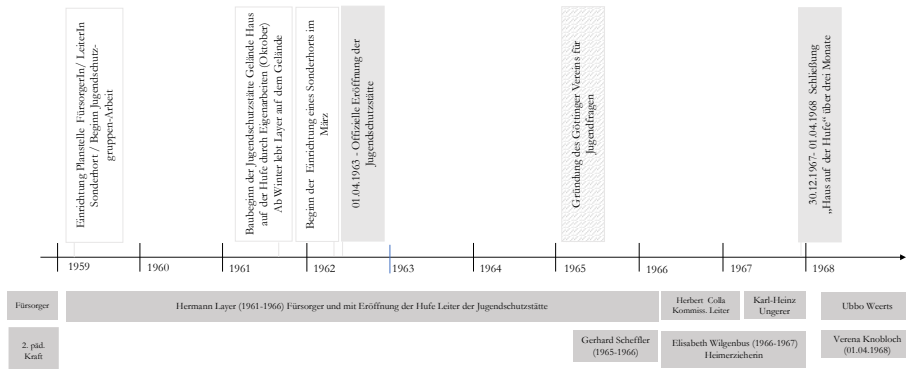 Einrichtung Planstelle FürsorgerIn/ LeiterIn
Sonderhort / Beginn Jugendschutz-
gruppen-Arbeit
Baubeginn der Jugendschutzstätte Gelände Haus
auf der Hufe durch Eigenarbeiten (Oktober)
Ab Winter lebt Layer auf dem Gelände
Beginn der Einrichtung eines Sonderhorts im
März
01.04.1963 - Offizielle Eröffnung der
Jugendschutzstätte
Gründung des Göttinger Vereins für
Jugendfragen
30.12.1967- 01.04.1968 Schließung
„Haus auf der Hufe“ über drei Monate
1959
1960
1961
1962
1963
1964
1965
1966
1967
1968
Fürsorger
Hermann Layer (1961-1966) Fürsorger und mit Eröffnung der Hufe Leiter der Jugendschutzstätte
Herbert Colla
Kommiss. Leiter
Karl-Heinz
Ungerer
Ubbo Weerts
2. päd.
Kraft
Gerhard Scheffler
(1965-1966)
Elisabeth Wilgenbus (1966-1967)
Heimerzieherin
Verena Knobloch
(01.04.1968)